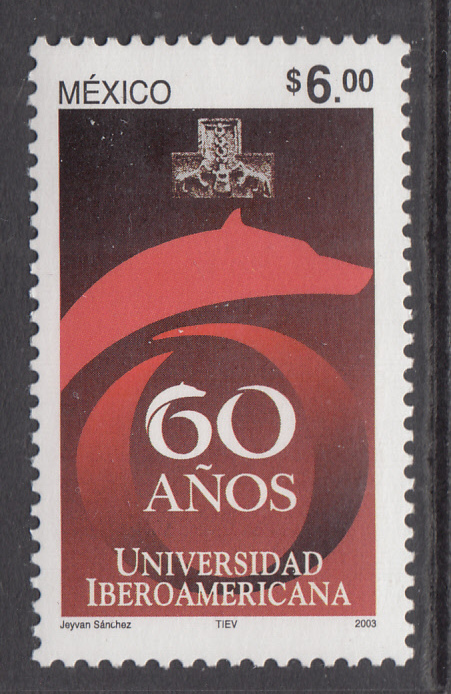 MÉXICO $6.00
60
AÑOS
UNIVERSIDAD
IBEROAMERICANA
Jeyvan Sánchez TIEV 2003